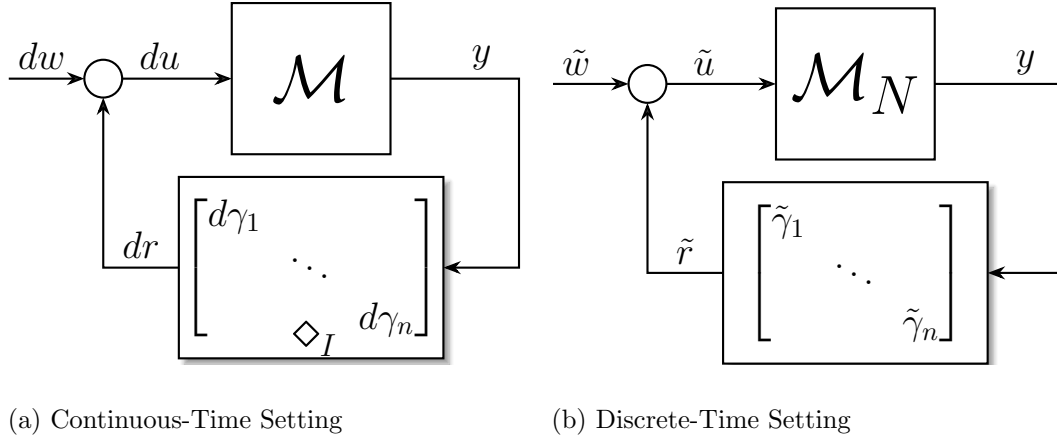 dw du ℳ y
dr dγ₁ ⋱ dγₙ ◇_I
(a) Continuous-Time Setting
w̃ ũ ℳ_N y
r̃ γ̃₁ ⋱ γ̃ₙ
(b) Discrete-Time Setting